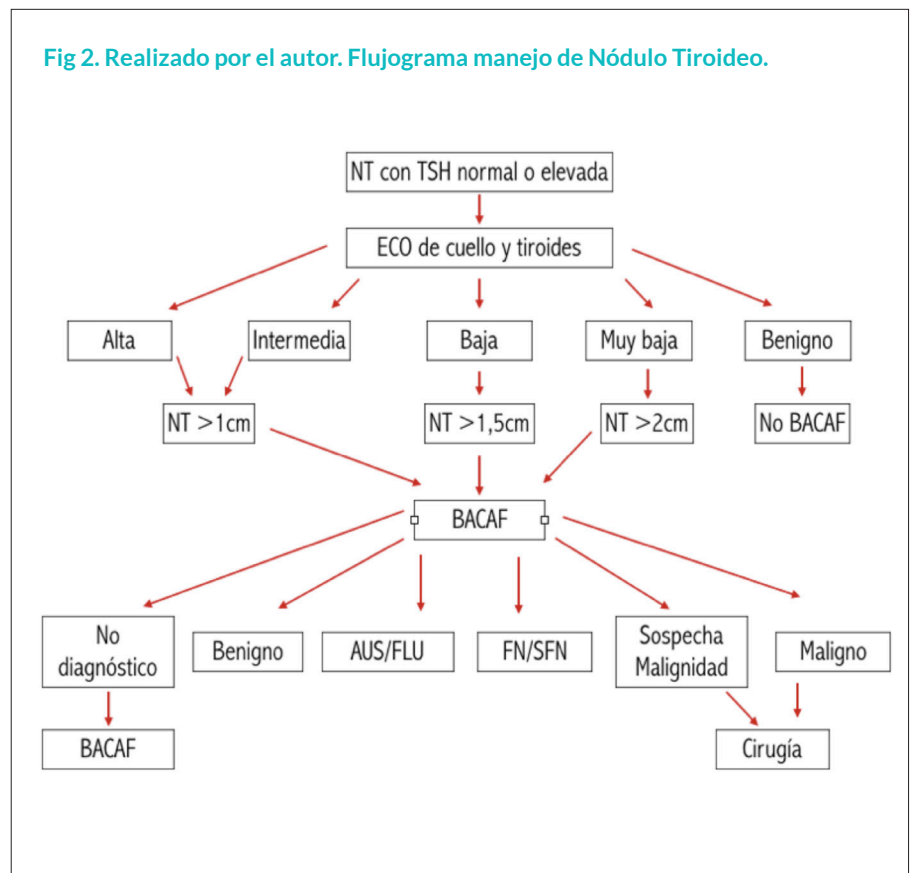 Fig 2. Realizado por el autor. Flujograma manejo de Nódulo Tiroideo.
NT con TSH normal o elevada
ECO de cuello y tiroides
Alta
Intermedia
Baja
Muy baja
Benigno
NT >1cm
NT >1,5cm
NT >2cm
No BACAF
BACAF
No
diagnóstico
Benigno
AUS/FLU
FN/SFN
Sospecha
Malignidad
Maligno
BACAF
Cirugía